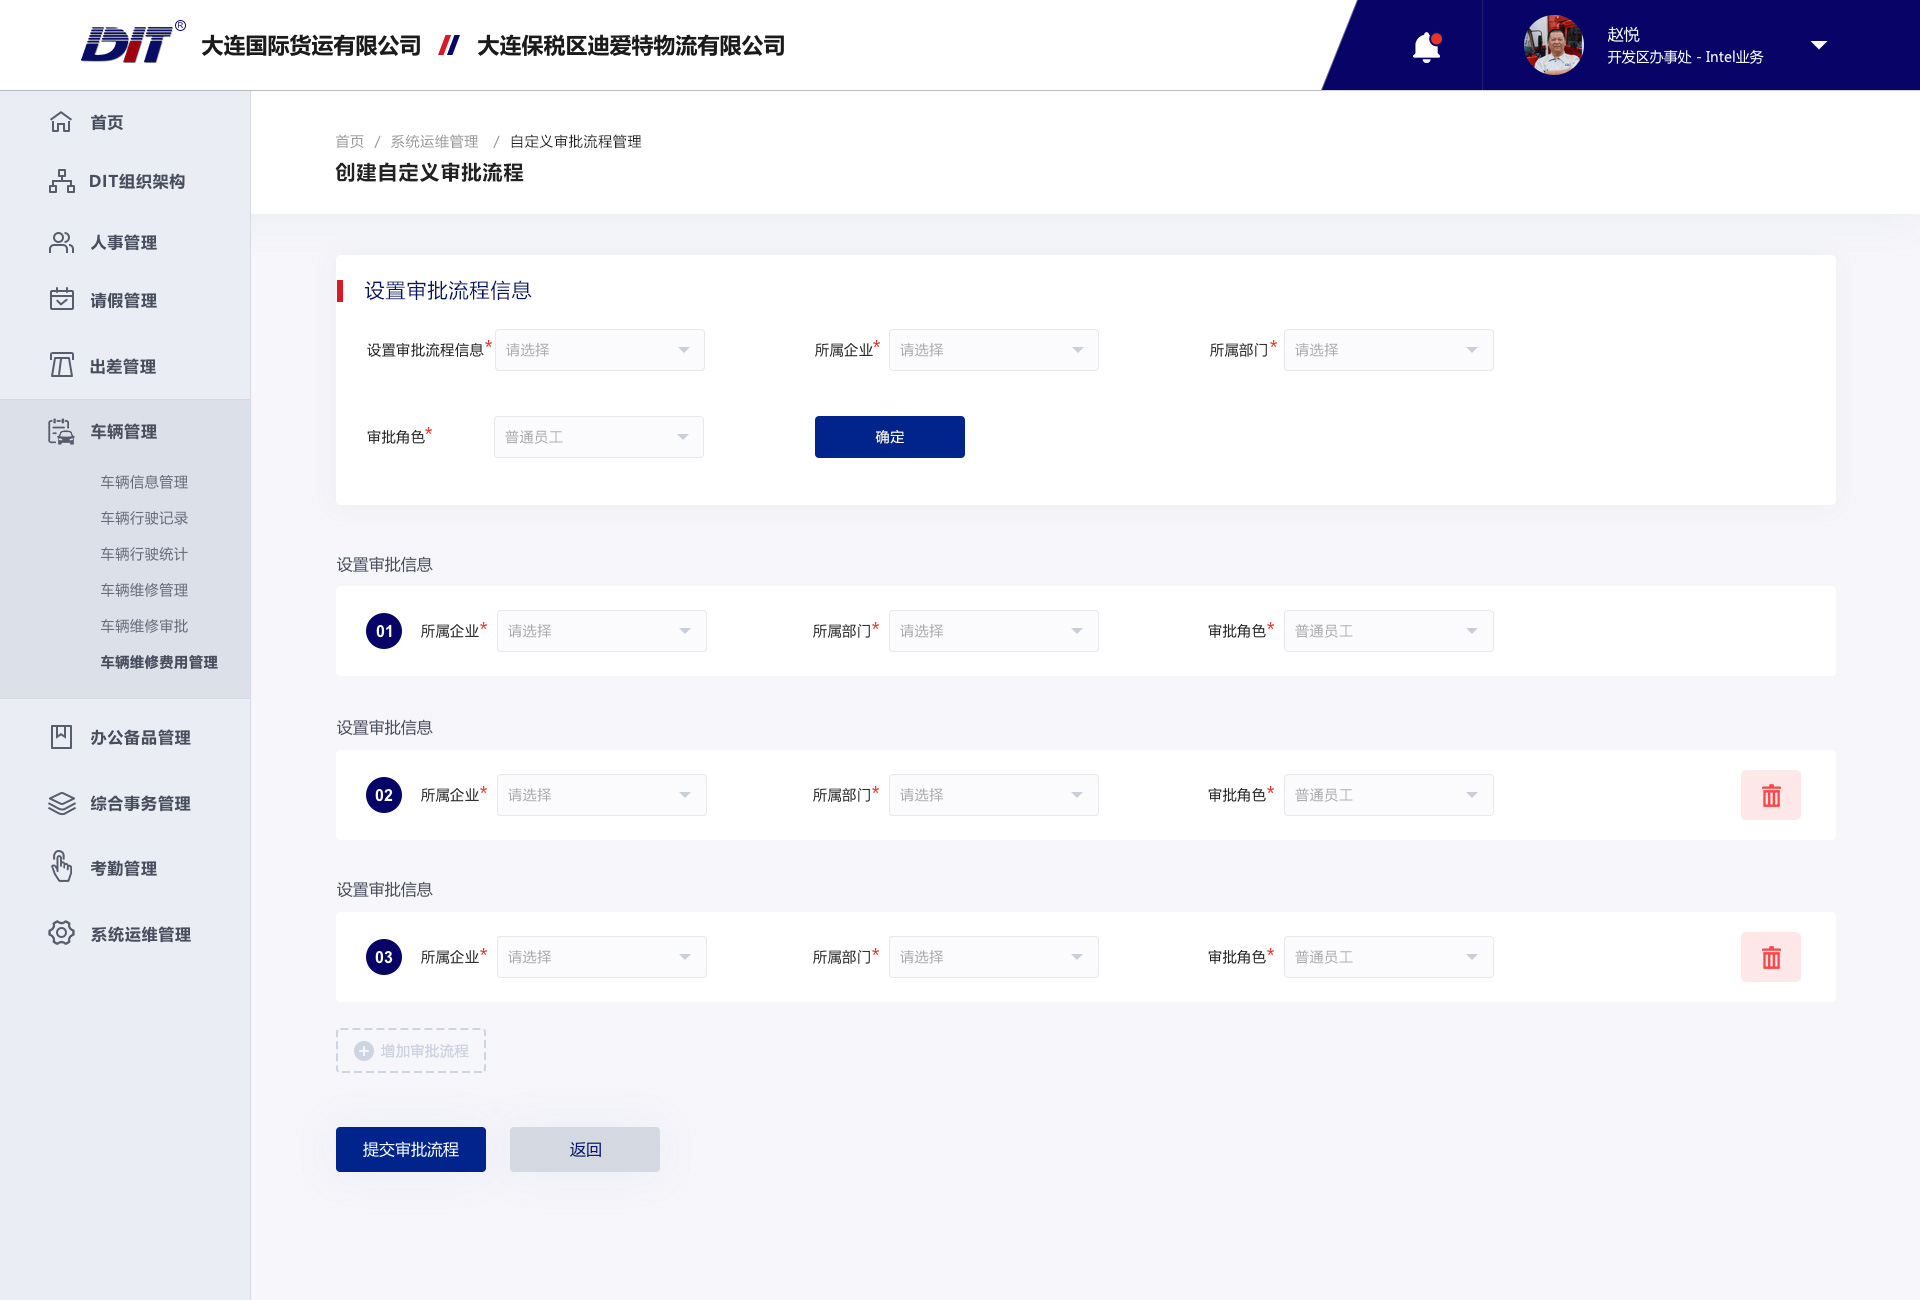 DIT® 大连国际货运有限公司 // 大连保税区迪爱特物流有限公司
赵悦
开发区办事处 - Intel业务
首页
DIT组织架构
人事管理
请假管理
出差管理
车辆管理
车辆信息管理
车辆行驶记录
车辆行驶统计
车辆维修管理
车辆维修审批
车辆维修费用管理
办公备品管理
综合事务管理
考勤管理
系统运维管理
首页 / 系统运维管理 / 自定义审批流程管理
创建自定义审批流程
设置审批流程信息
设置审批流程信息* 请选择 所属企业* 请选择 所属部门* 请选择
审批角色* 普通员工 确定
设置审批信息
01 所属企业* 请选择 所属部门* 请选择 审批角色* 普通员工
设置审批信息
02 所属企业* 请选择 所属部门* 请选择 审批角色* 普通员工
设置审批信息
03 所属企业* 请选择 所属部门* 请选择 审批角色* 普通员工
增加审批流程
提交审批流程 返回